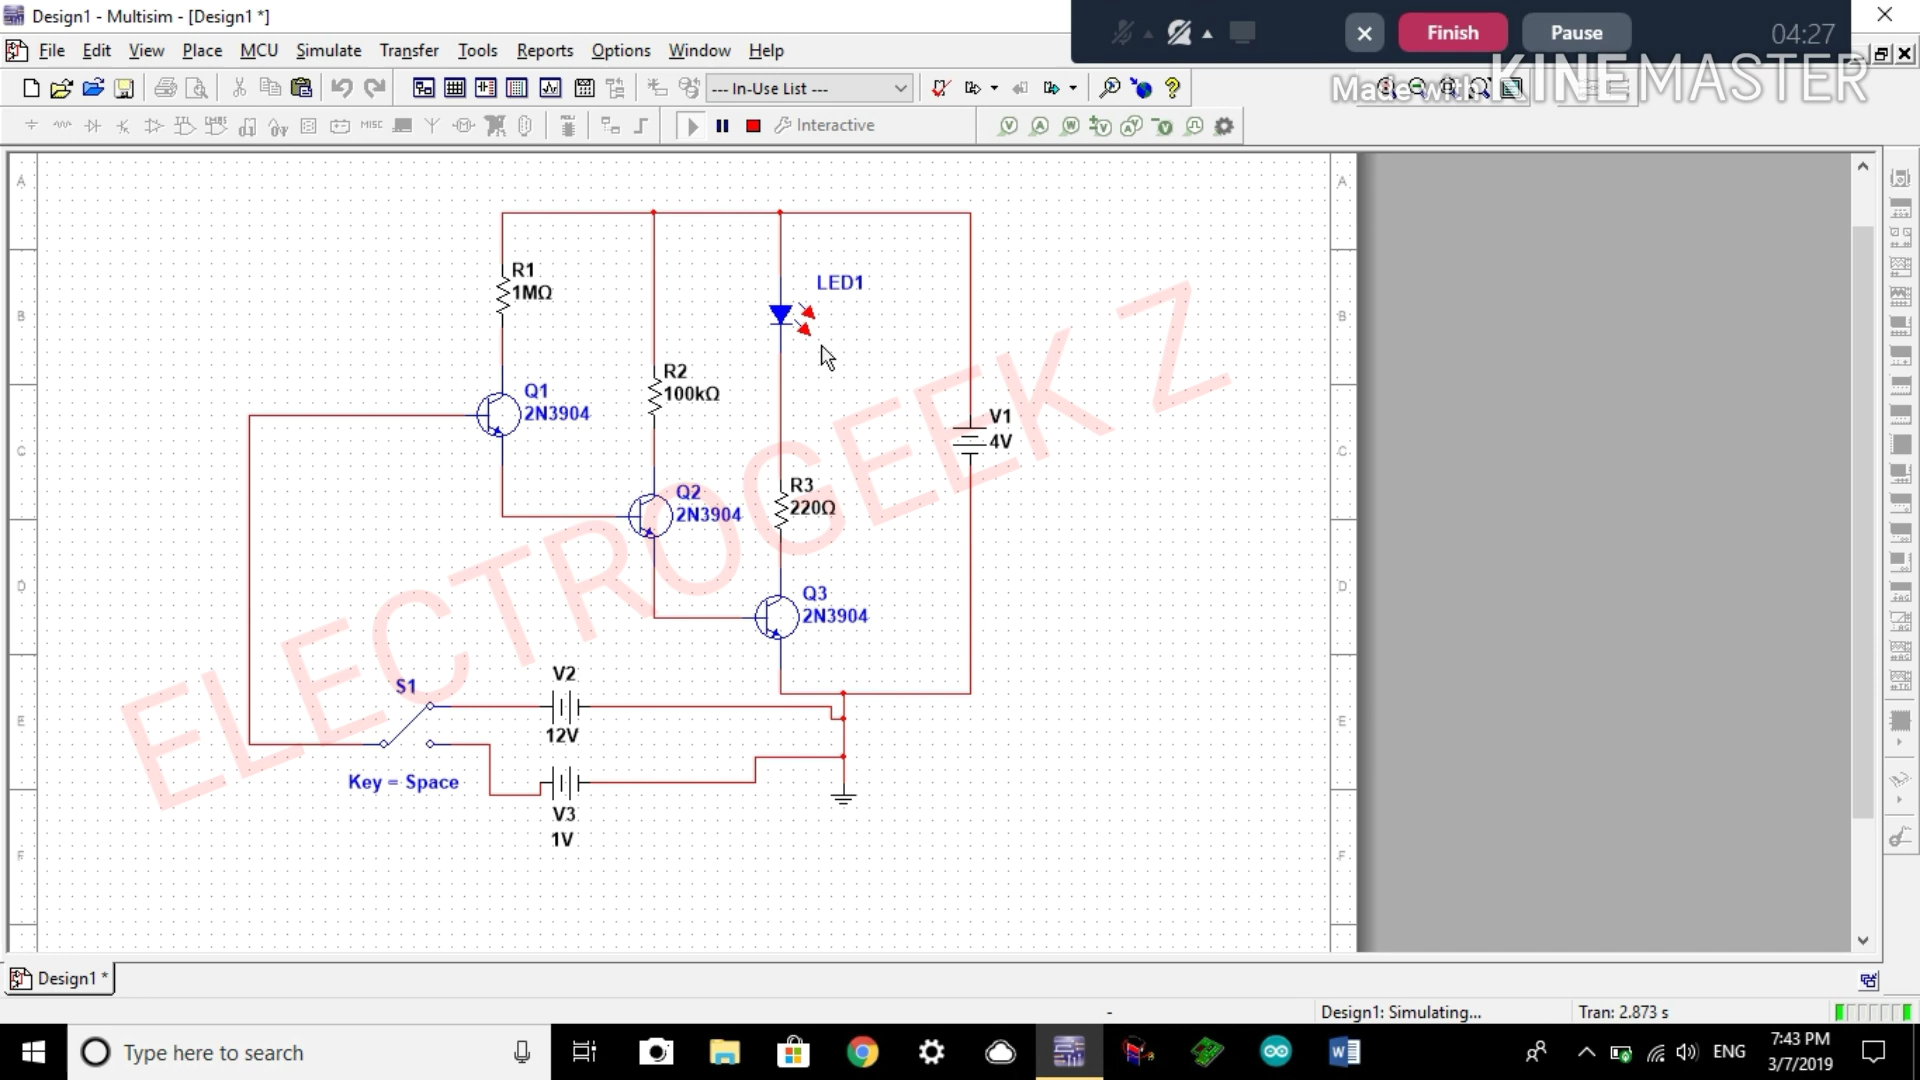 Design1 - Multisim - [Design1 *]
Finish
Pause
04:27
File Edit View Place MCU Simulate Transfer Tools Reports Options Window Help
Made with KINEMASTER
--- In-Use List ---
MISC
Interactive
A
A
B
B
C
C
D
D
E
E
F
F
R1
1MΩ
LED1
R2
100kΩ
Q1
2N3904
V1
4V
R3
220Ω
Q2
2N3904
Q3
2N3904
ELECTROGEEK Z
V2
12V
S1
Key = Space
V3
1V
Design1 *
-
Design1: Simulating...
Tran: 2.873 s
Type here to search
ENG
7:43 PM
3/7/2019